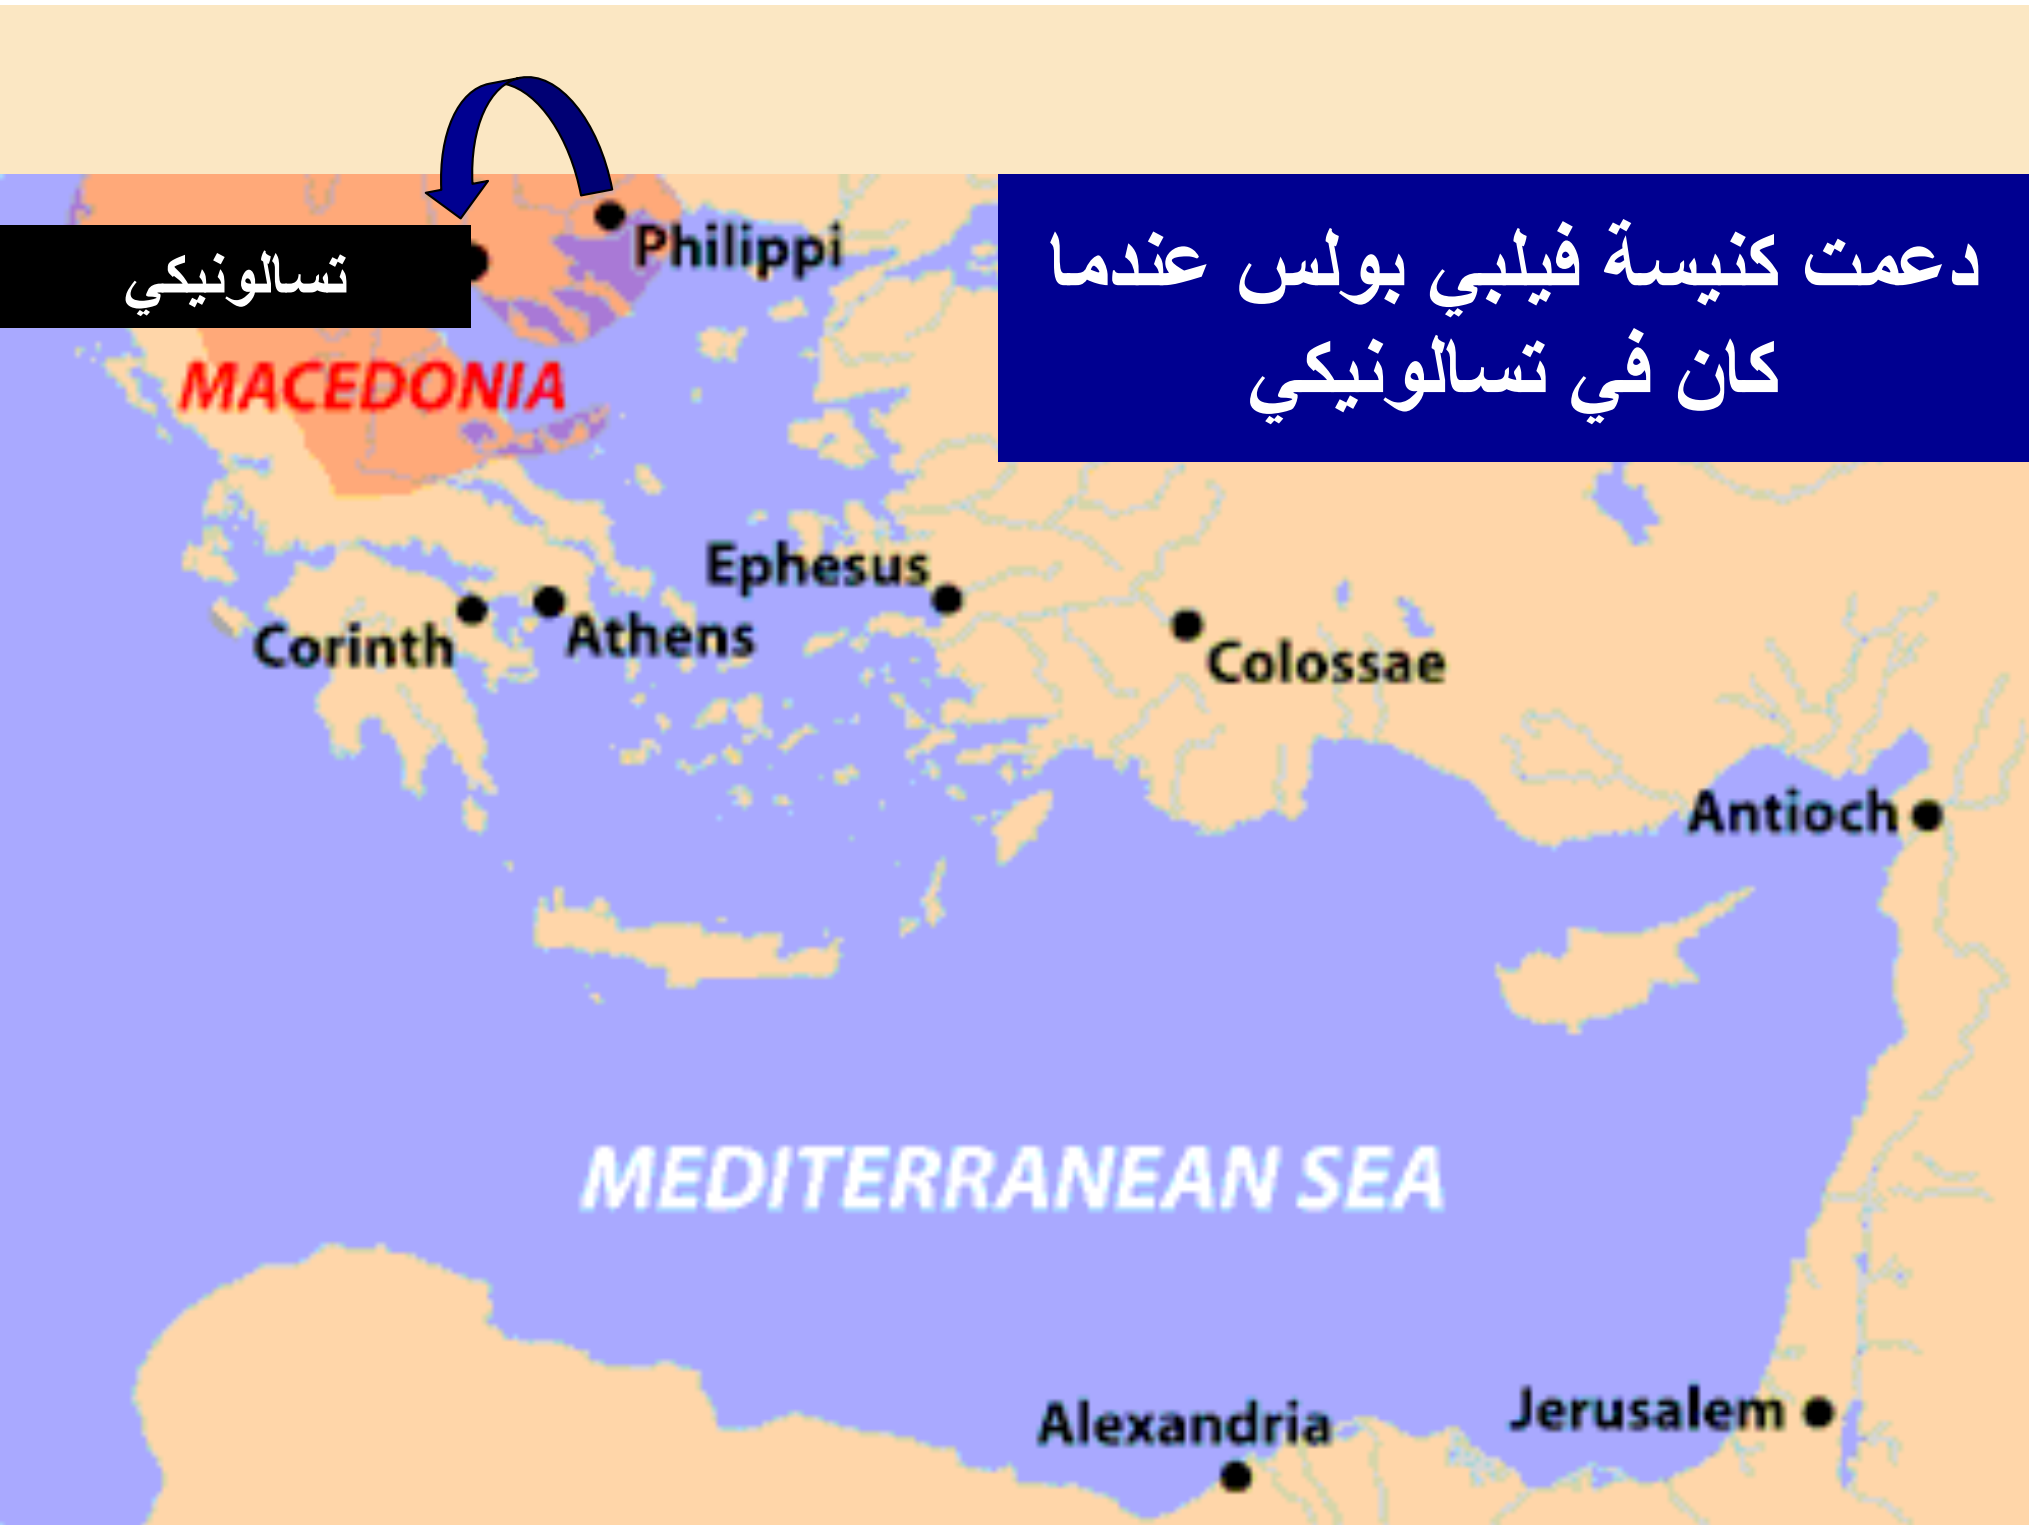 دعمت كنيسة فيلبي بولس عندما
كان في تسالونيكي
Philippi
تسالونيكي
MACEDONIA
Ephesus
Corinth
Athens
Colossae
Antioch
MEDITERRANEAN SEA
Alexandria
Jerusalem